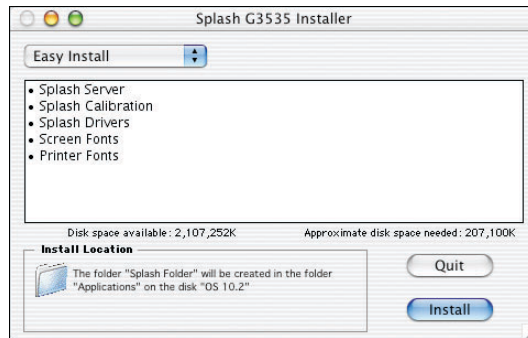 Splash G3535 Installer
Easy Install
• Splash Server
• Splash Calibration
• Splash Drivers
• Screen Fonts
• Printer Fonts
Disk space available: 2,107,252K Approximate disk space needed: 207,100K
Install Location
The folder "Splash Folder" will be created in the folder
"Applications" on the disk "OS 10.2"
Quit
Install